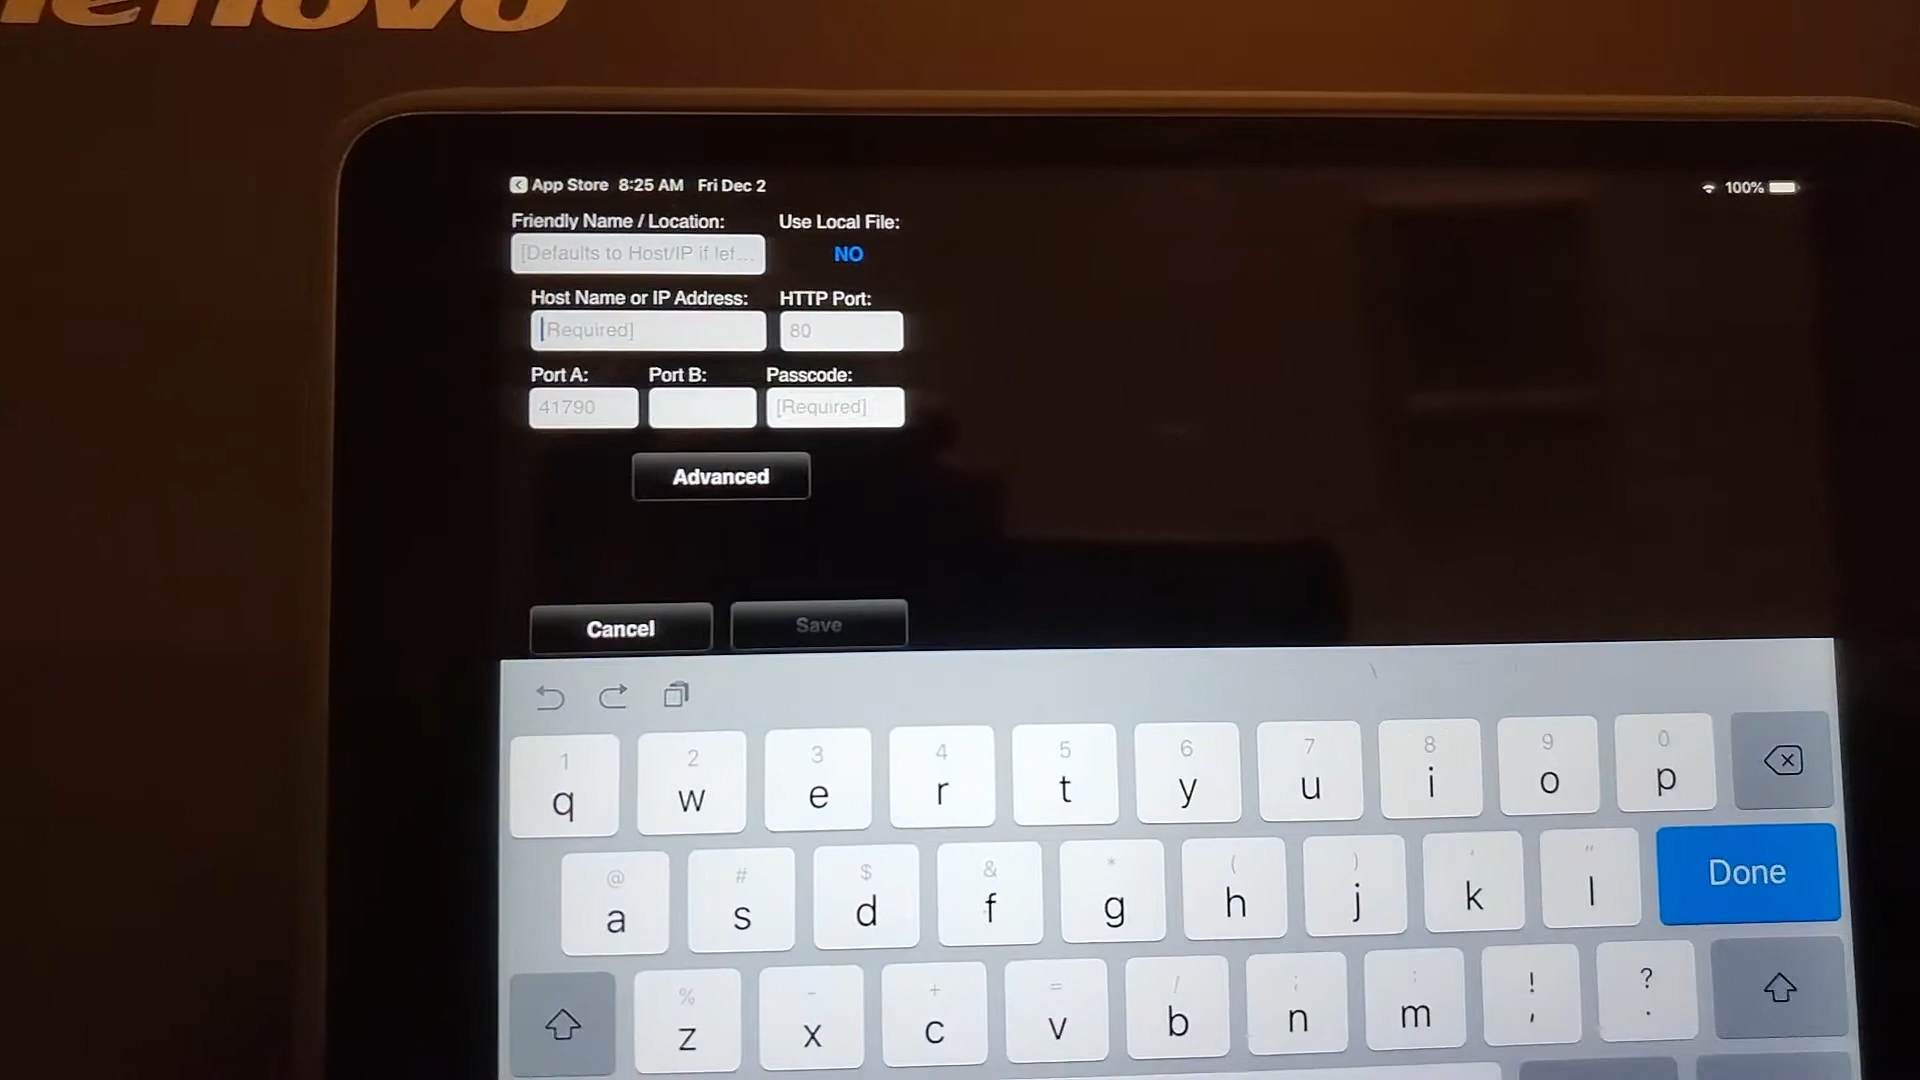 lenovo
App Store 8:25 AM Fri Dec 2
100%
Friendly Name / Location: Use Local File:
[Defaults to Host/IP if lef... NO
Host Name or IP Address: HTTP Port:
[Required] 80
Port A: Port B: Passcode:
41790 [Required]
Advanced
Cancel Save
1 2 3 4 5 6 7 8 9 0
q w e r t y u i o p
@ # $ & * ( ) ' "
a s d f g h j k l Done
% - + = / ; : ! ?
z x c v b n m , .